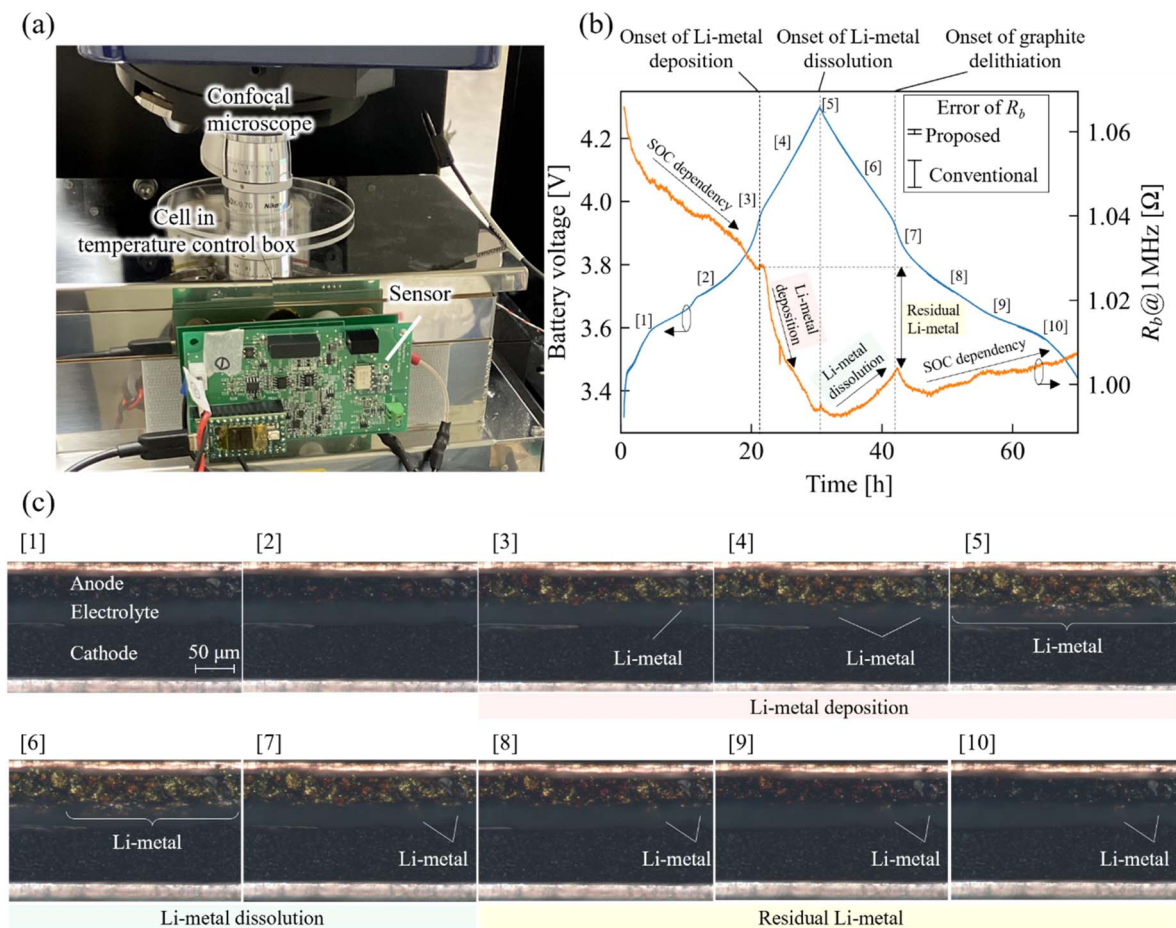 (a)
Confocal
microscope
Nikon
Cell in
temperature control box
Sensor
(b)
Onset of Li-metal
deposition
Onset of Li-metal
dissolution
Onset of graphite
delithiation
Battery voltage [V]
4.2
4.0
3.8
3.6
3.4
0
20
40
60
Time [h]
1.06
1.04
1.02
1.00
R_b@1 MHz [Ω]
Error of R_b
Proposed
Conventional
SOC dependency
Li-metal
deposition
Li-metal
dissolution
Residual
Li-metal
SOC dependency
[1]
[2]
[3]
[4]
[5]
[6]
[7]
[8]
[9]
[10]
(c)
[1] [2] [3] [4] [5]
Anode
Electrolyte
Cathode
50 μm
Li-metal
Li-metal
Li-metal
Li-metal deposition
[6] [7] [8] [9] [10]
Li-metal
Li-metal
Li-metal
Li-metal
Li-metal
Li-metal dissolution
Residual Li-metal